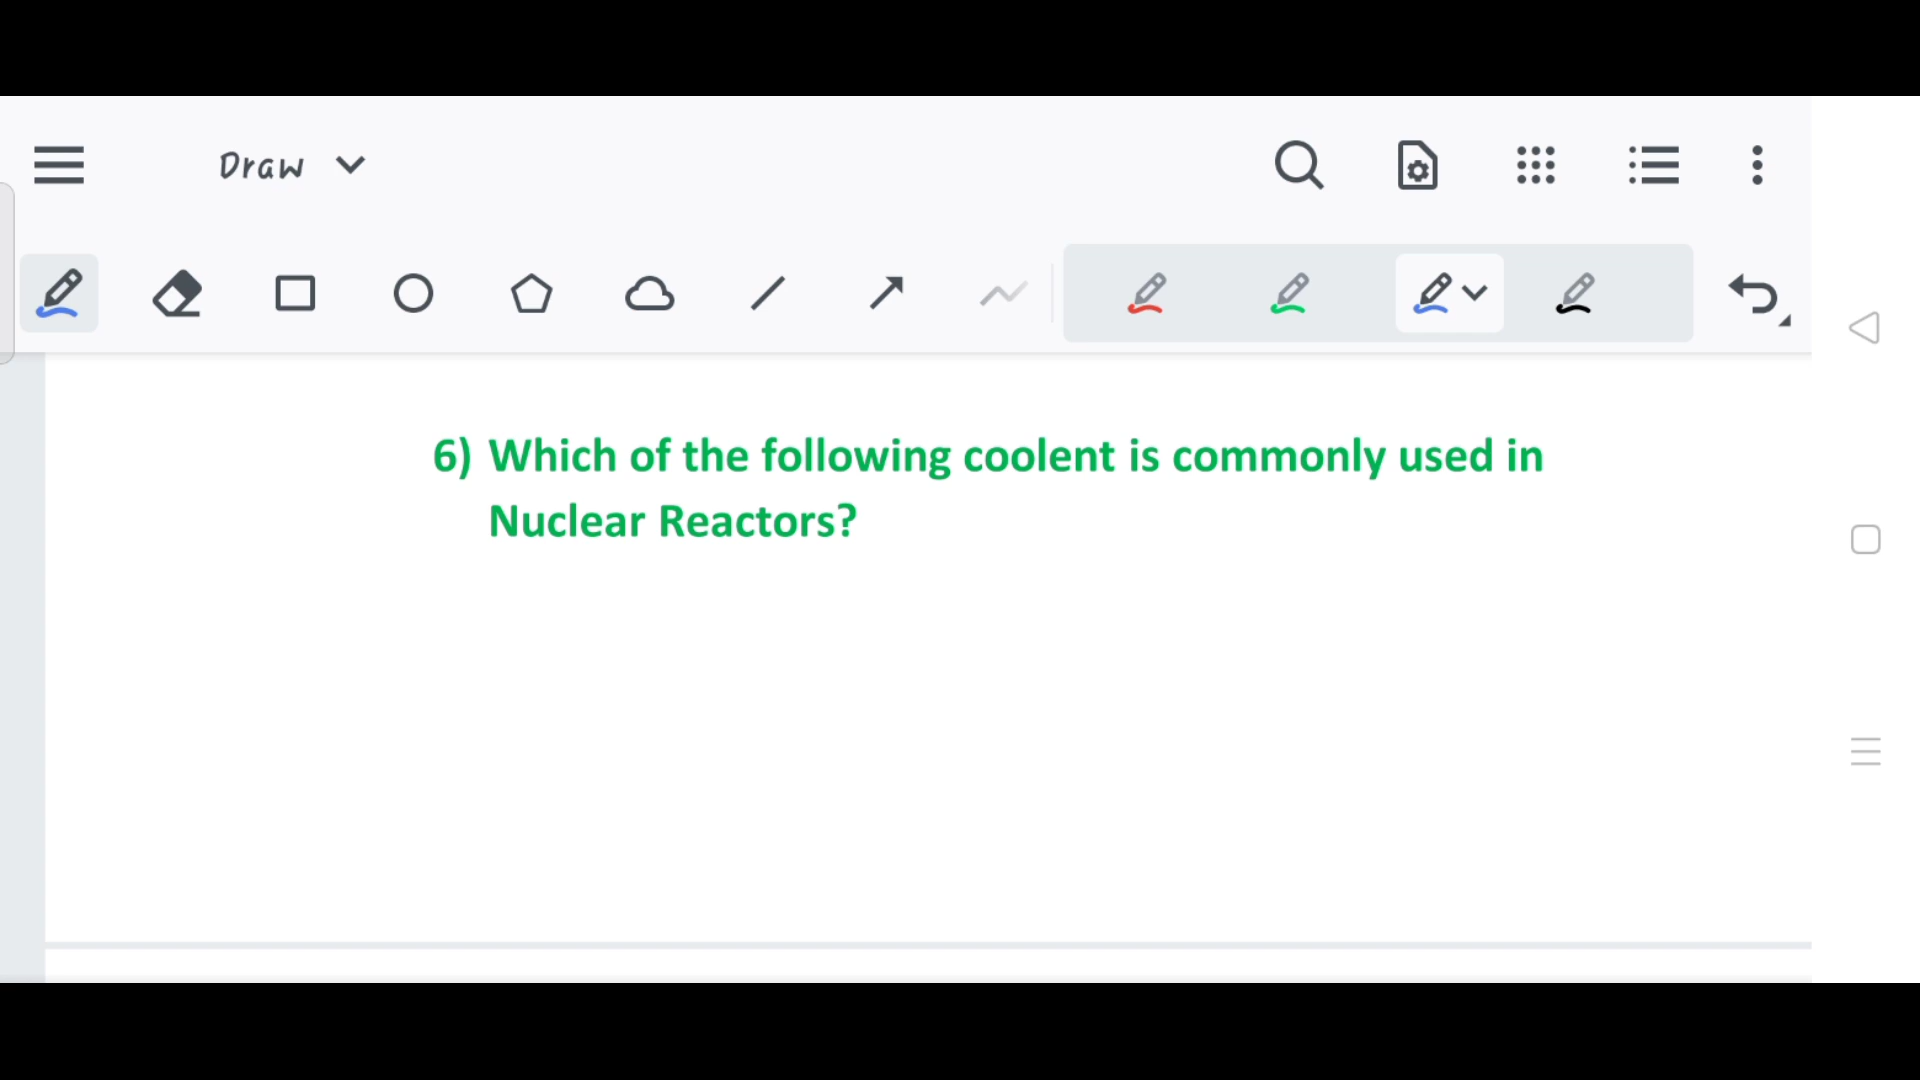 Draw
6) Which of the following coolent is commonly used in
Nuclear Reactors?